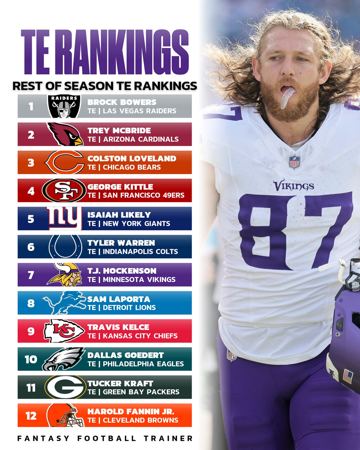 TE RANKINGS
REST OF SEASON TE RANKINGS
1 RAIDERS BROCK BOWERS
TE | LAS VEGAS RAIDERS
2 TREY MCBRIDE
TE | ARIZONA CARDINALS
3 COLSTON LOVELAND
TE | CHICAGO BEARS
4 SF GEORGE KITTLE
TE | SAN FRANCISCO 49ERS
5 NY ISAIAH LIKELY
TE | NEW YORK GIANTS
6 TYLER WARREN
TE | INDIANAPOLIS COLTS
7 T.J. HOCKENSON
TE | MINNESOTA VIKINGS
8 SAM LAPORTA
TE | DETROIT LIONS
9 KC TRAVIS KELCE
TE | KANSAS CITY CHIEFS
10 DALLAS GOEDERT
TE | PHILADELPHIA EAGLES
11 G TUCKER KRAFT
TE | GREEN BAY PACKERS
12 HAROLD FANNIN JR.
TE | CLEVELAND BROWNS
FANTASY FOOTBALL TRAINER
VIKINGS
87
87